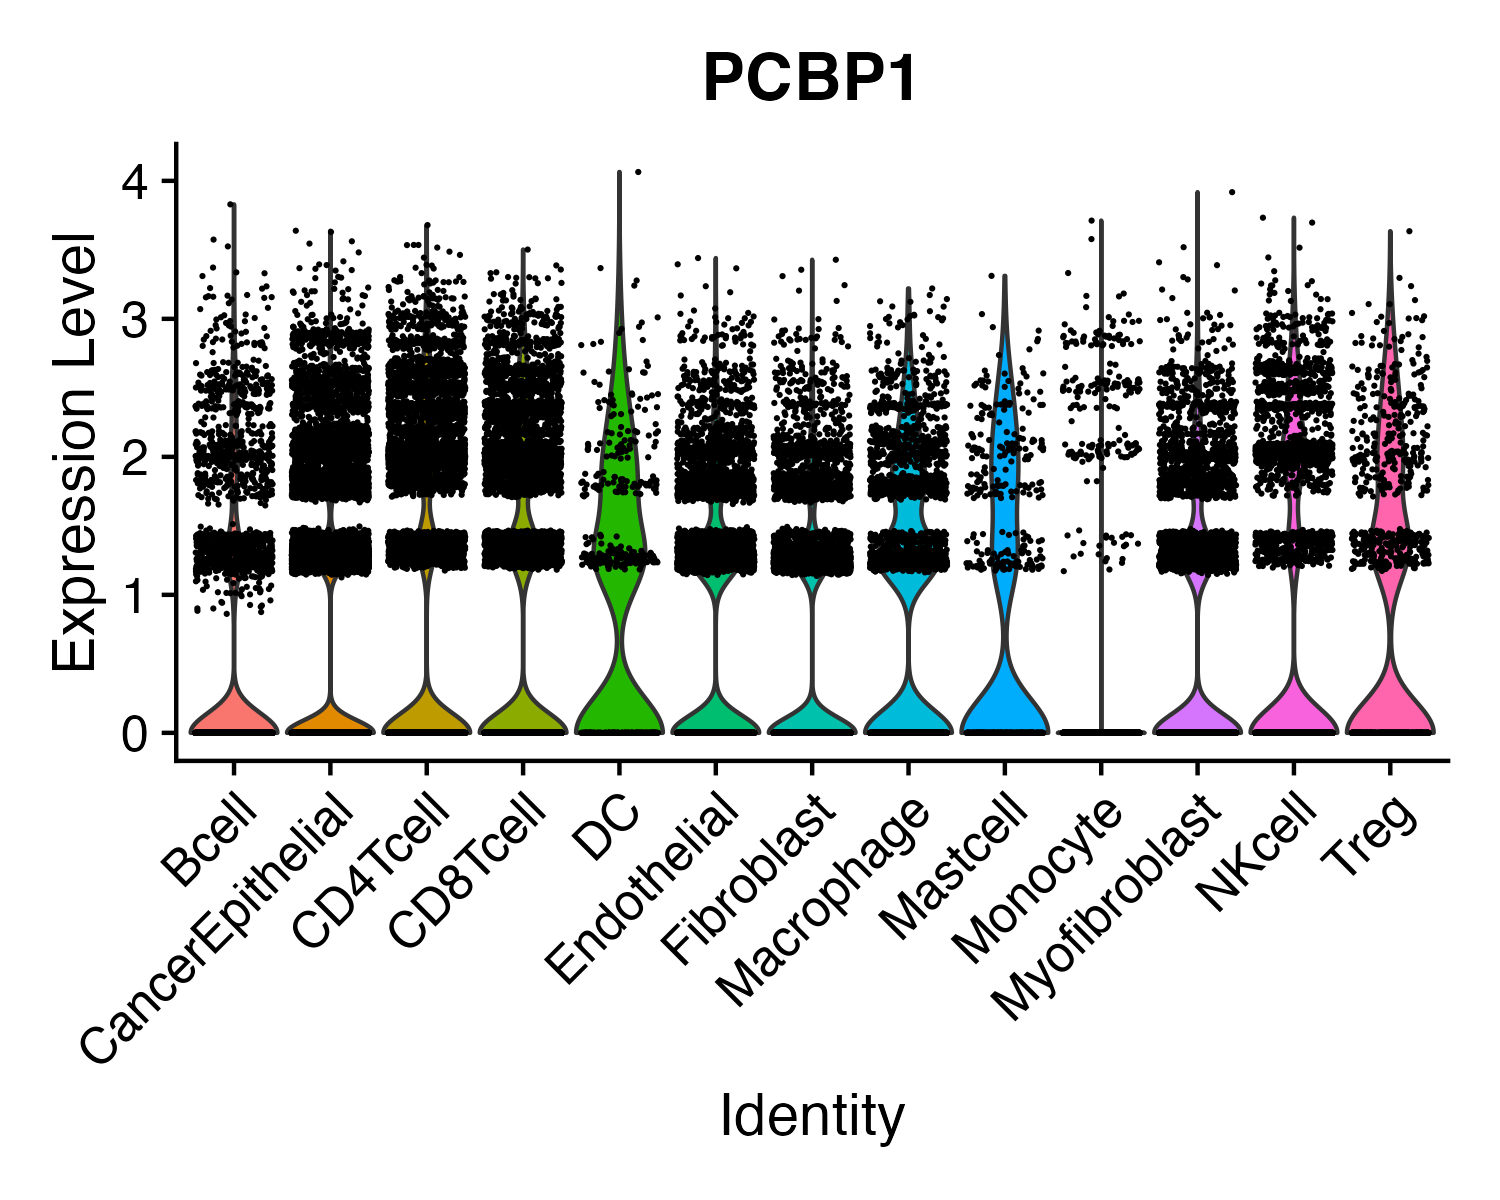 PCBP1
Expression Level
4
3
2
1
0
Bcell
CancerEpithelial
CD4Tcell
CD8Tcell
DC
Endothelial
Fibroblast
Macrophage
Mastcell
Monocyte
Myofibroblast
NKcell
Treg
Identity